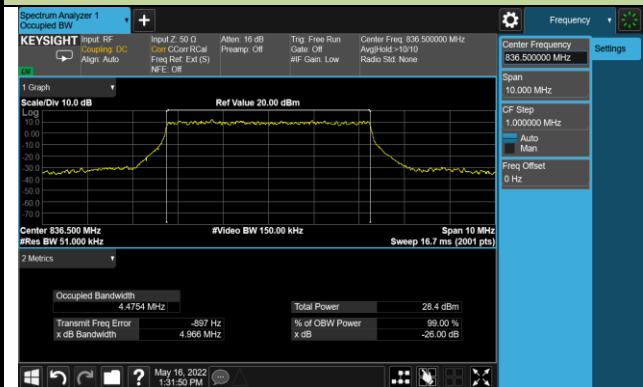 Spectrum Analyzer 1
Occupied BW
▼
+
Frequency ▼
KEYSIGHT
Input: RF
Coupling: DC
Align: Auto
Input Z: 50 Ω
Corr CCorr RCal
Freq Ref: Ext (S)
NFE: Off
Atten: 16 dB
Preamp: Off
Trig: Free Run
Gate: Off
#IF Gain: Low
Center Freq: 836.500000 MHz
Avg|Hold:>10/10
Radio Std: None
Center Frequency
836.500000 MHz
Settings
Span
10.000 MHz
CF Step
1.000000 MHz
Auto
Man
Freq Offset
0 Hz
1 Graph ▼
Scale/Div 10.0 dB
Ref Value 20.00 dBm
Log
10.0
0.00
-10.0
-20.0
-30.0
-40.0
-50.0
-60.0
-70.0
Center 836.500 MHz
#Video BW 150.00 kHz
Span 10 MHz
#Res BW 51.000 kHz
Sweep 16.7 ms (2001 pts)
2 Metrics ▼
Occupied Bandwidth
4.4754 MHz
Total Power 28.4 dBm
Transmit Freq Error -897 Hz
% of OBW Power 99.00 %
x dB Bandwidth 4.966 MHz
x dB -26.00 dB
?
May 16, 2022
1:31:50 PM